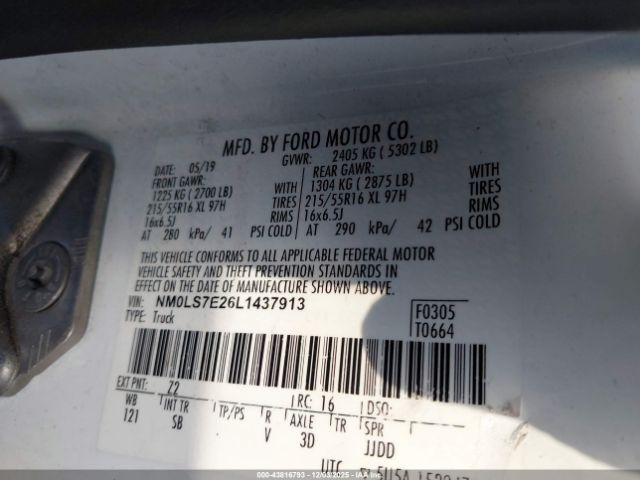 MFD. BY FORD MOTOR CO.
DATE: 05/19 GVWR: 2405 KG ( 5302 LB)
FRONT GAWR: REAR GAWR:
1225 KG ( 2700 LB) WITH 1304 KG ( 2875 LB) WITH
215/55R16 XL 97H TIRES 215/55R16 XL 97H TIRES
16x6.5J RIMS 16x6.5J RIMS
AT 280 kPa/ 41 PSI COLD AT 290 kPa/ 42 PSI COLD
THIS VEHICLE CONFORMS TO ALL APPLICABLE FEDERAL MOTOR
VEHICLE SAFETY AND THEFT PREVENTION STANDARDS IN
EFFECT ON THE DATE OF MANUFACTURE SHOWN ABOVE.
VIN: NM0LS7E26L1437913
TYPE: Truck
F0305
T0664
EXT PNT: Z2 RC: 16 DSO:
WB INT TR TP/PS R AXLE TR SPR
121 SB V 3D JJDD
UTC
© IAA - 43816793 - 12/03/2025 - IAA, Inc.